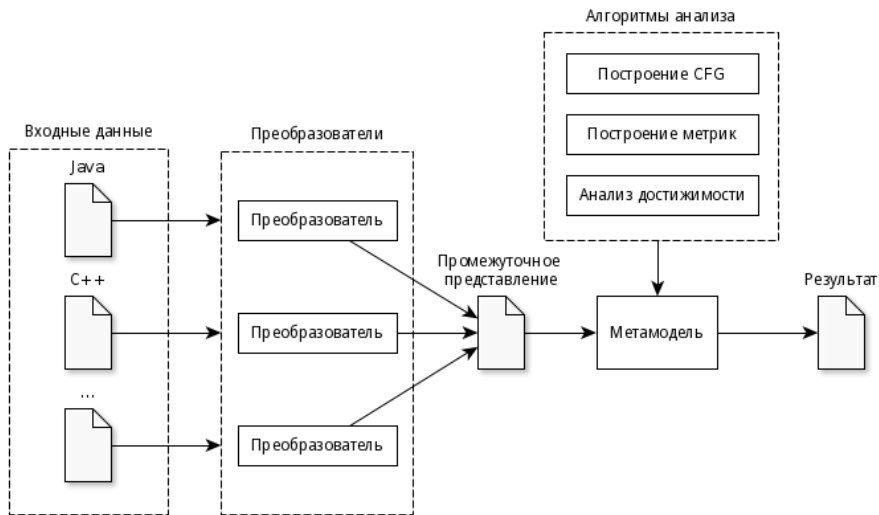 Алгоритмы анализа
Построение CFG
Построение метрик
Анализ достижимости
Входные данные
Java
C++
...
Преобразователи
Преобразователь
Преобразователь
Преобразователь
Промежуточное
представление
Метамодель
Результат